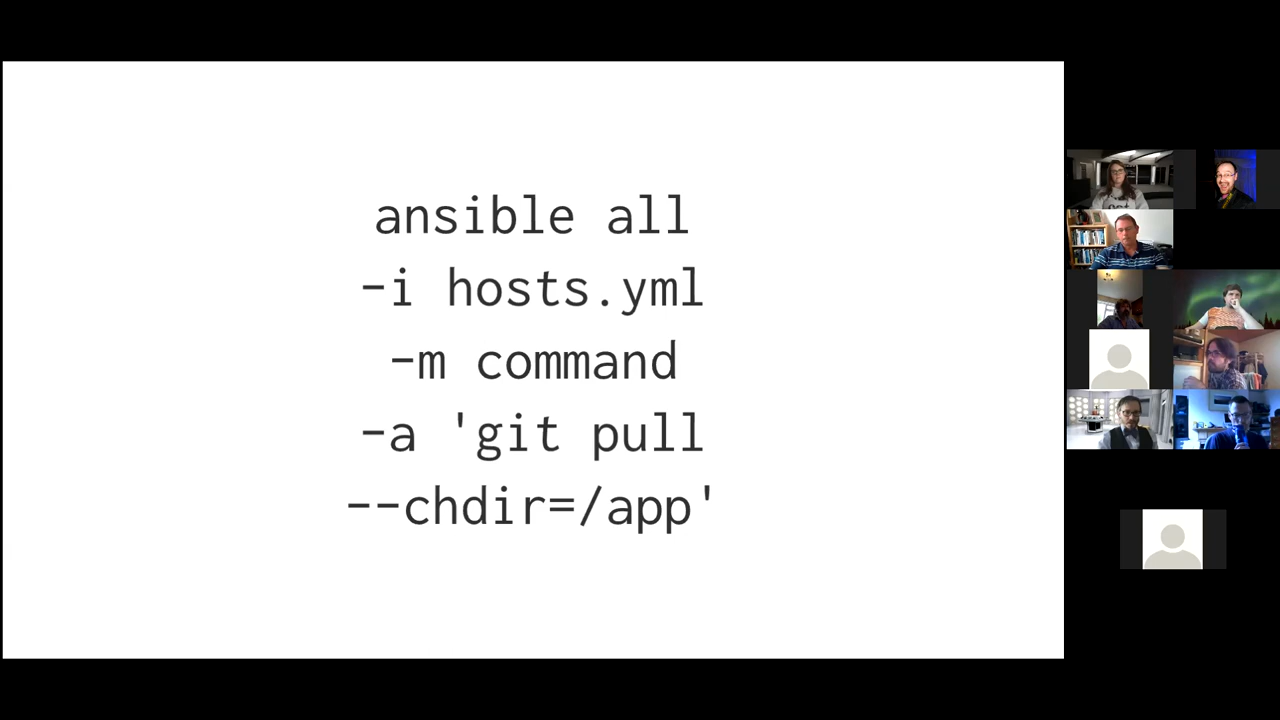 ansible all
-i hosts.yml
-m command
-a 'git pull
--chdir=/app'